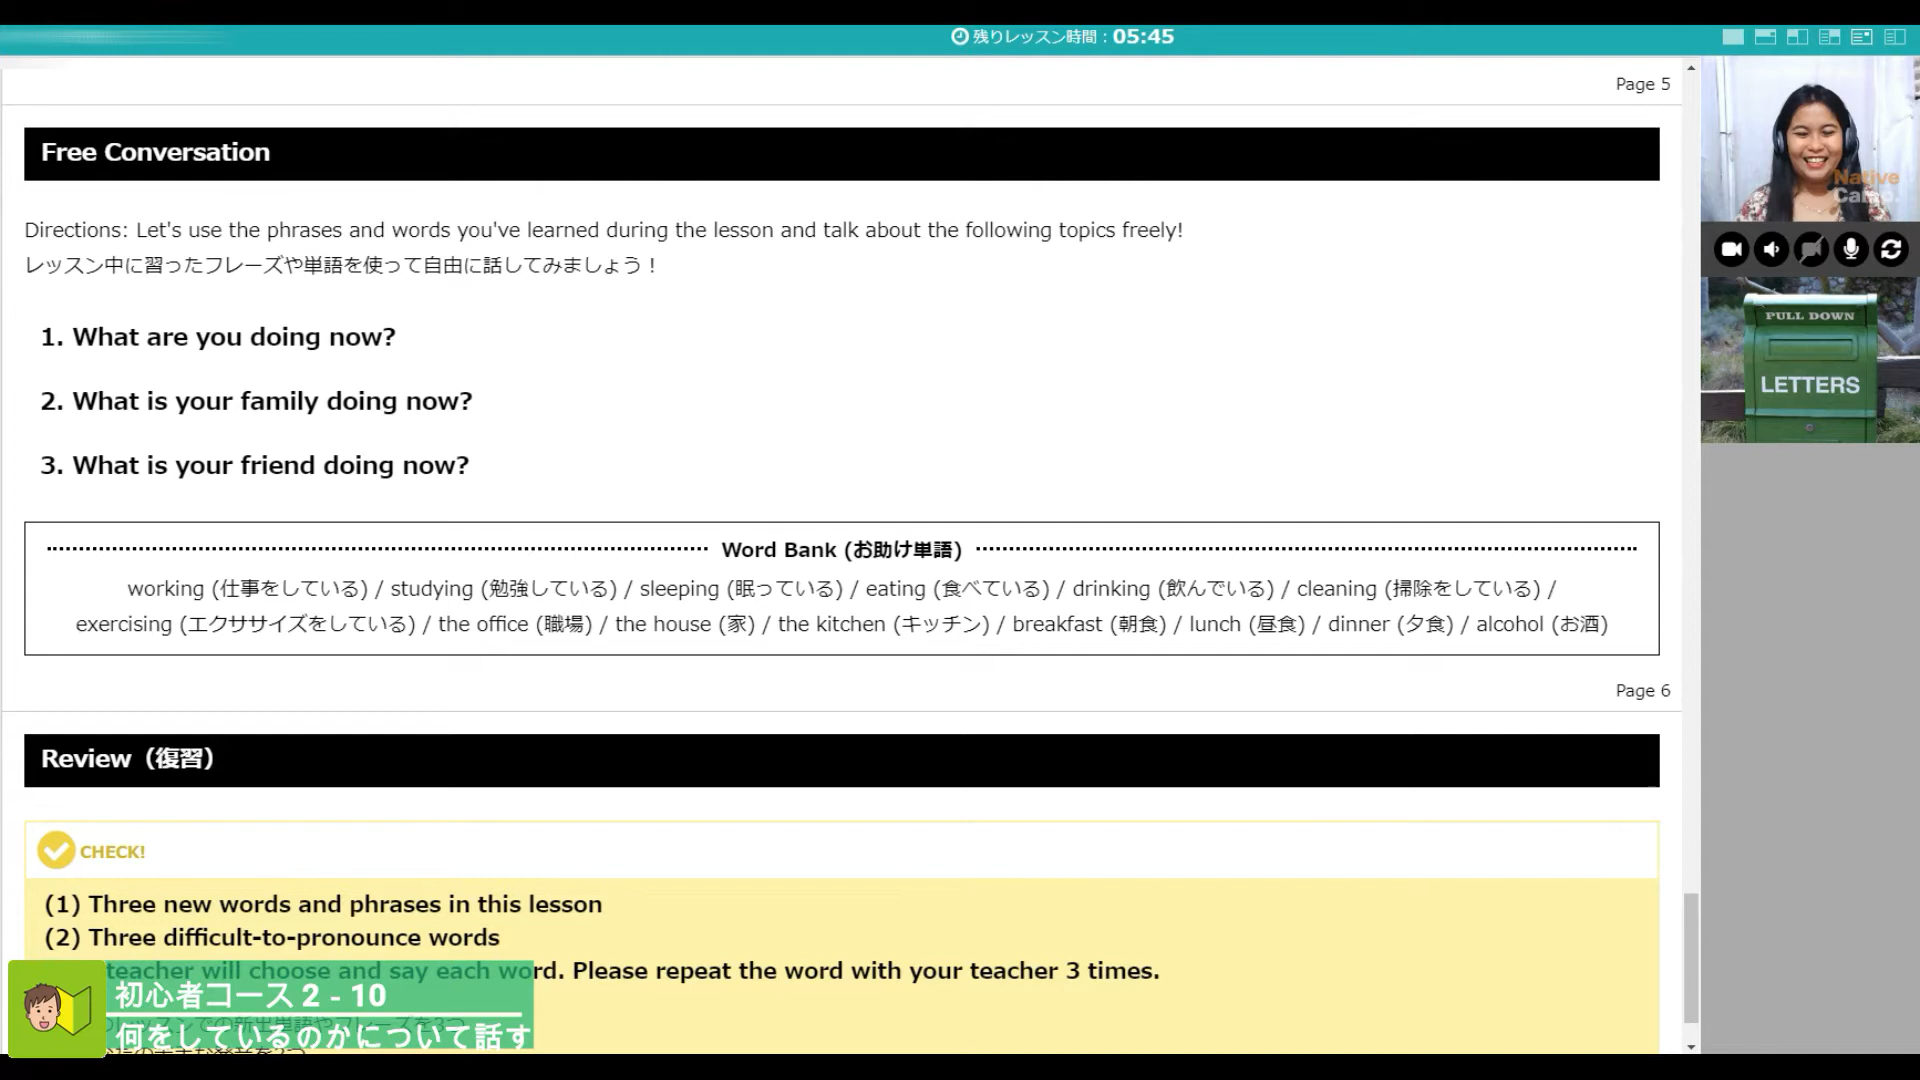 残りレッスン時間 : 05:45
Page 5
Free Conversation
Directions: Let's use the phrases and words you've learned during the lesson and talk about the following topics freely!
レッスン中に習ったフレーズや単語を使って自由に話してみましょう！
1. What are you doing now?
2. What is your family doing now?
3. What is your friend doing now?
Word Bank (お助け単語)
working (仕事をしている) / studying (勉強している) / sleeping (眠っている) / eating (食べている) / drinking (飲んでいる) / cleaning (掃除をしている) /
exercising (エクササイズをしている) / the office (職場) / the house (家) / the kitchen (キッチン) / breakfast (朝食) / lunch (昼食) / dinner (夕食) / alcohol (お酒)
Page 6
Review（復習）
CHECK!
(1) Three new words and phrases in this lesson
(2) Three difficult-to-pronounce words
teacher will choose and say each word. Please repeat the word with your teacher 3 times.
初心者コース 2 - 10
何をしているのかについて話す
Native
Camp.
PULL DOWN
LETTERS